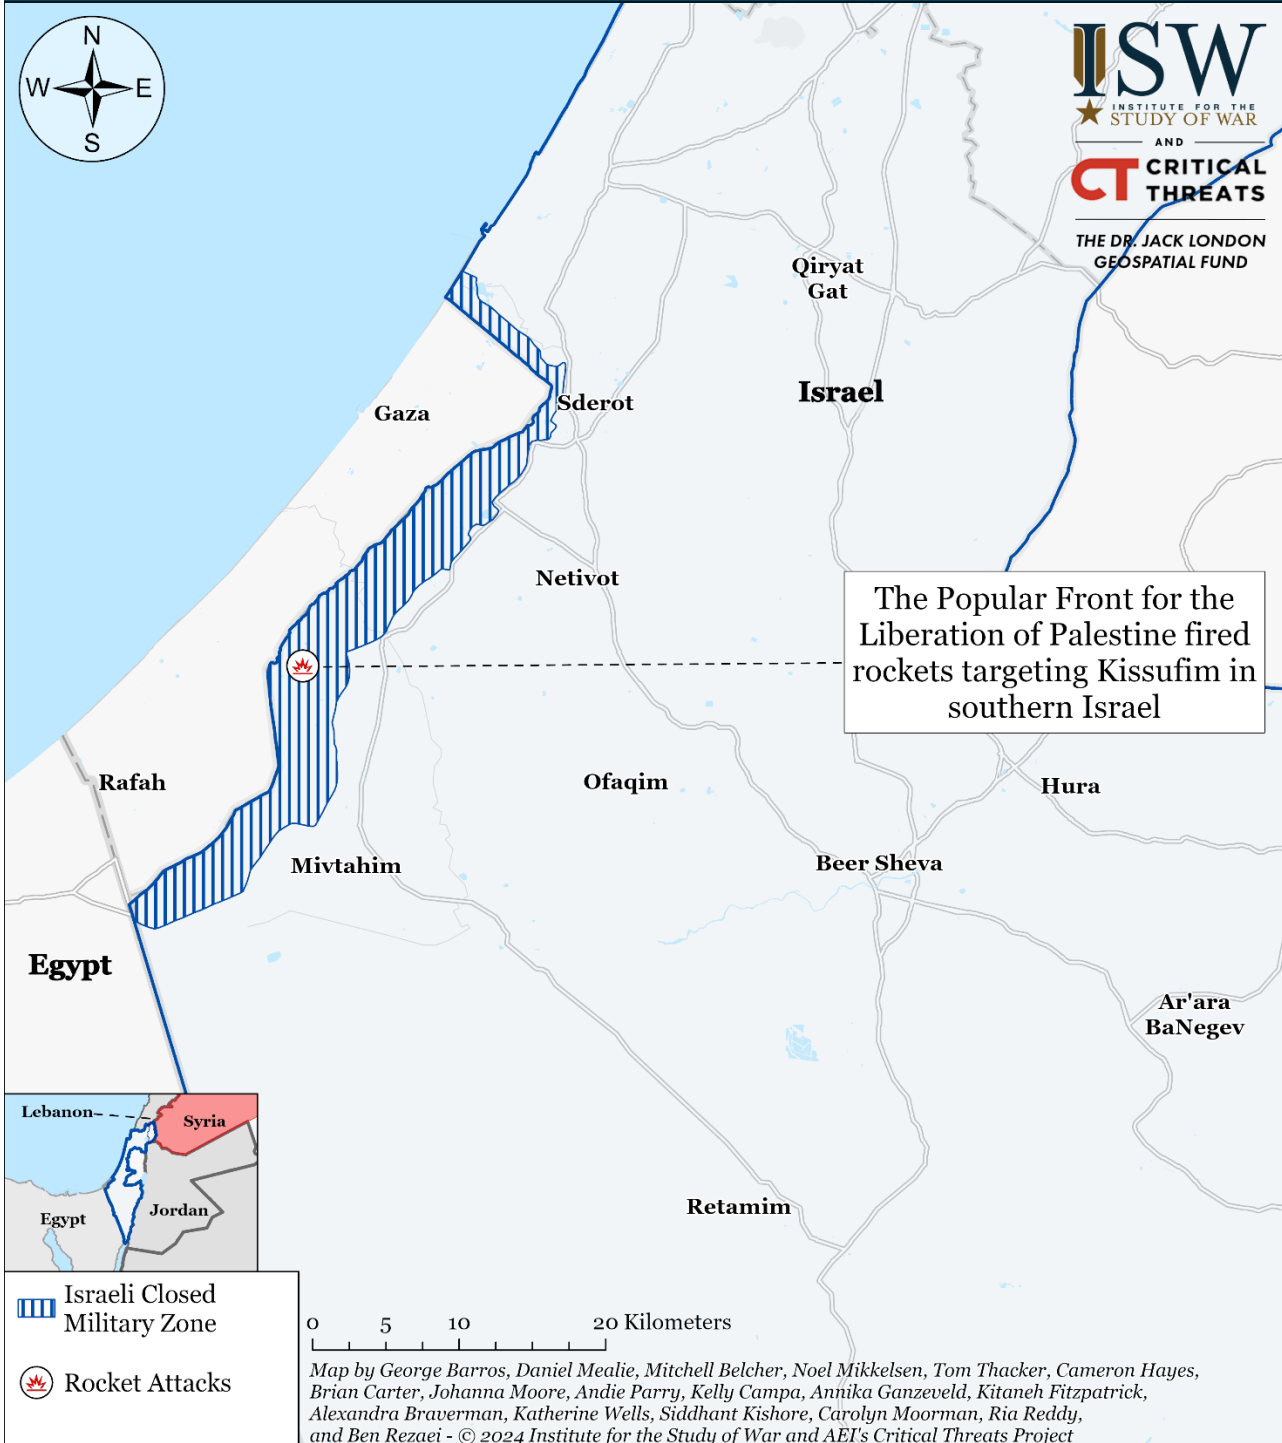 N
W
E
S
ISW
INSTITUTE FOR THE
STUDY OF WAR
AND
CT CRITICAL
THREATS
THE DR. JACK LONDON
GEOSPATIAL FUND
Qiryat
Gat
Israel
Gaza
Sderot
Netivot
The Popular Front for the
Liberation of Palestine fired
rockets targeting Kissufim in
southern Israel
Rafah
Ofaqim
Hura
Mivtahim
Beer Sheva
Egypt
Ar'ara
BaNegev
Lebanon
Syria
Egypt
Jordan
Retamim
Israeli Closed
Military Zone
Rocket Attacks
0 5 10 20 Kilometers
Map by George Barros, Daniel Mealie, Mitchell Belcher, Noel Mikkelsen, Tom Thacker, Cameron Hayes,
Brian Carter, Johanna Moore, Andie Parry, Kelly Campa, Annika Ganzeveld, Kitaneh Fitzpatrick,
Alexandra Braverman, Katherine Wells, Siddhant Kishore, Carolyn Moorman, Ria Reddy,
and Ben Rezaei - © 2024 Institute for the Study of War and AEI's Critical Threats Project